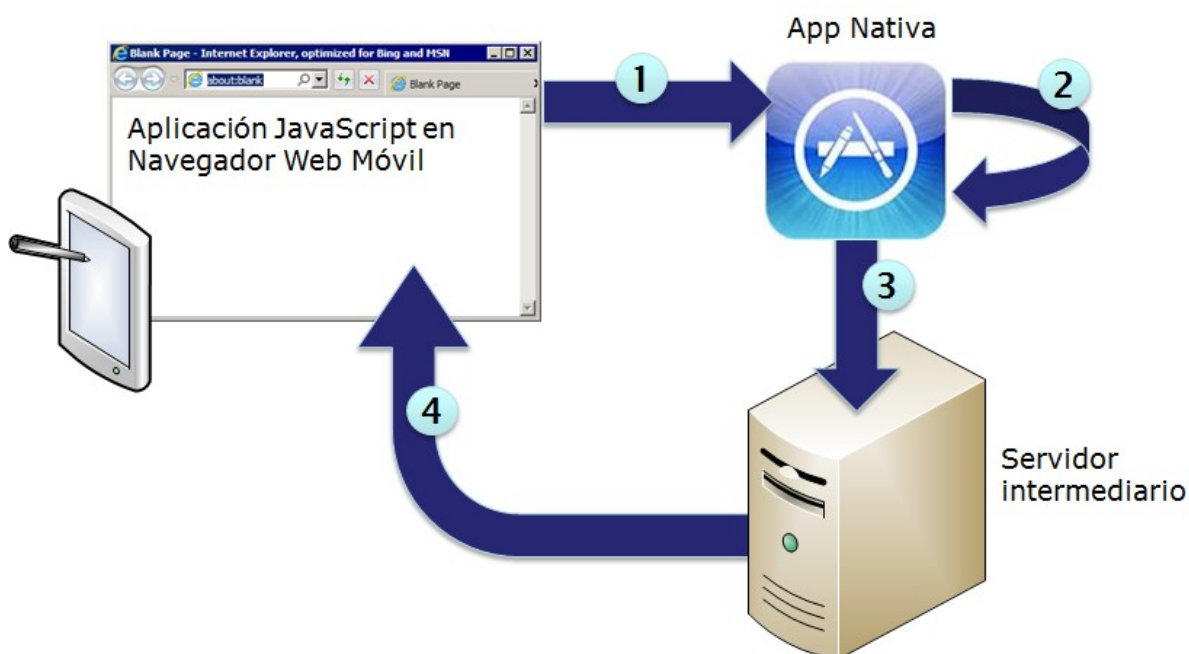 App Nativa
Blank Page - Internet Explorer, optimized for Bing and MSN
about:blank
Blank Page
Aplicación JavaScript en
Navegador Web Móvil
1
2
3
4
Servidor
intermediario